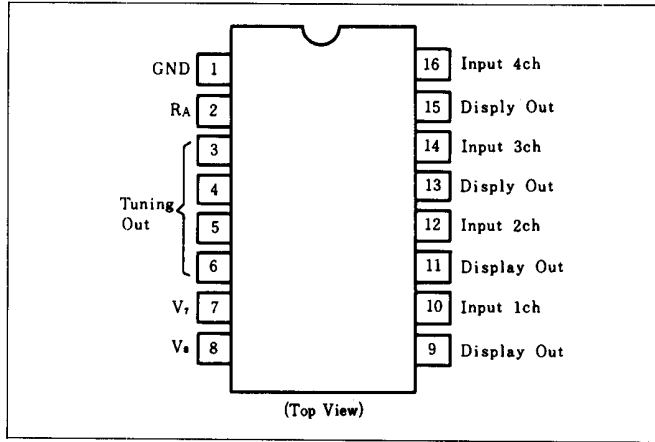 GND 1
RA 2
3
4
5
6
Tuning
Out
V7 7
V8 8
16 Input 4ch
15 Disply Out
14 Input 3ch
13 Disply Out
12 Input 2ch
11 Display Out
10 Input 1ch
9 Display Out
(Top View)